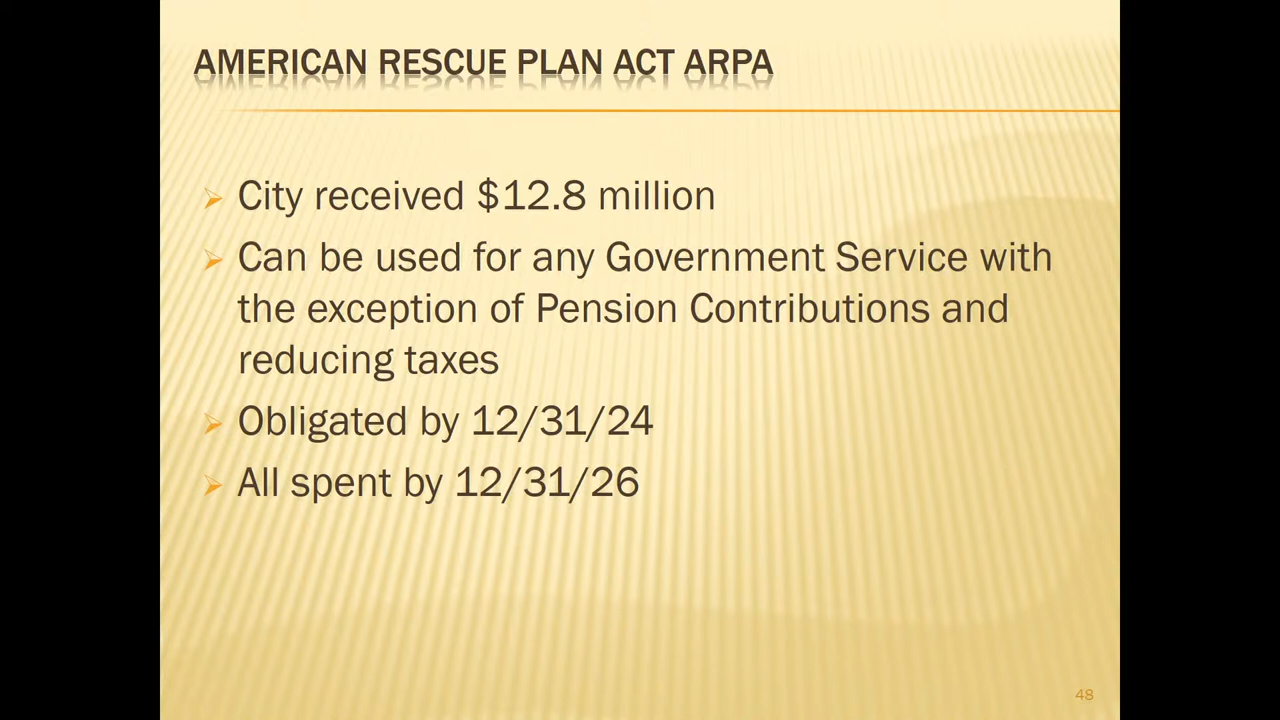 AMERICAN RESCUE PLAN ACT ARPA
City received $12.8 million
Can be used for any Government Service with
the exception of Pension Contributions and
reducing taxes
Obligated by 12/31/24
All spent by 12/31/26
48